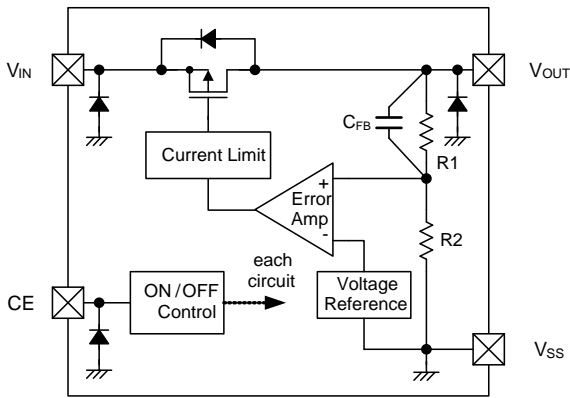 VIN
VOUT
CFB
R1
Current Limit
+
Error
Amp
-
R2
each
circuit
Voltage
Reference
CE
ON/OFF
Control
VSS